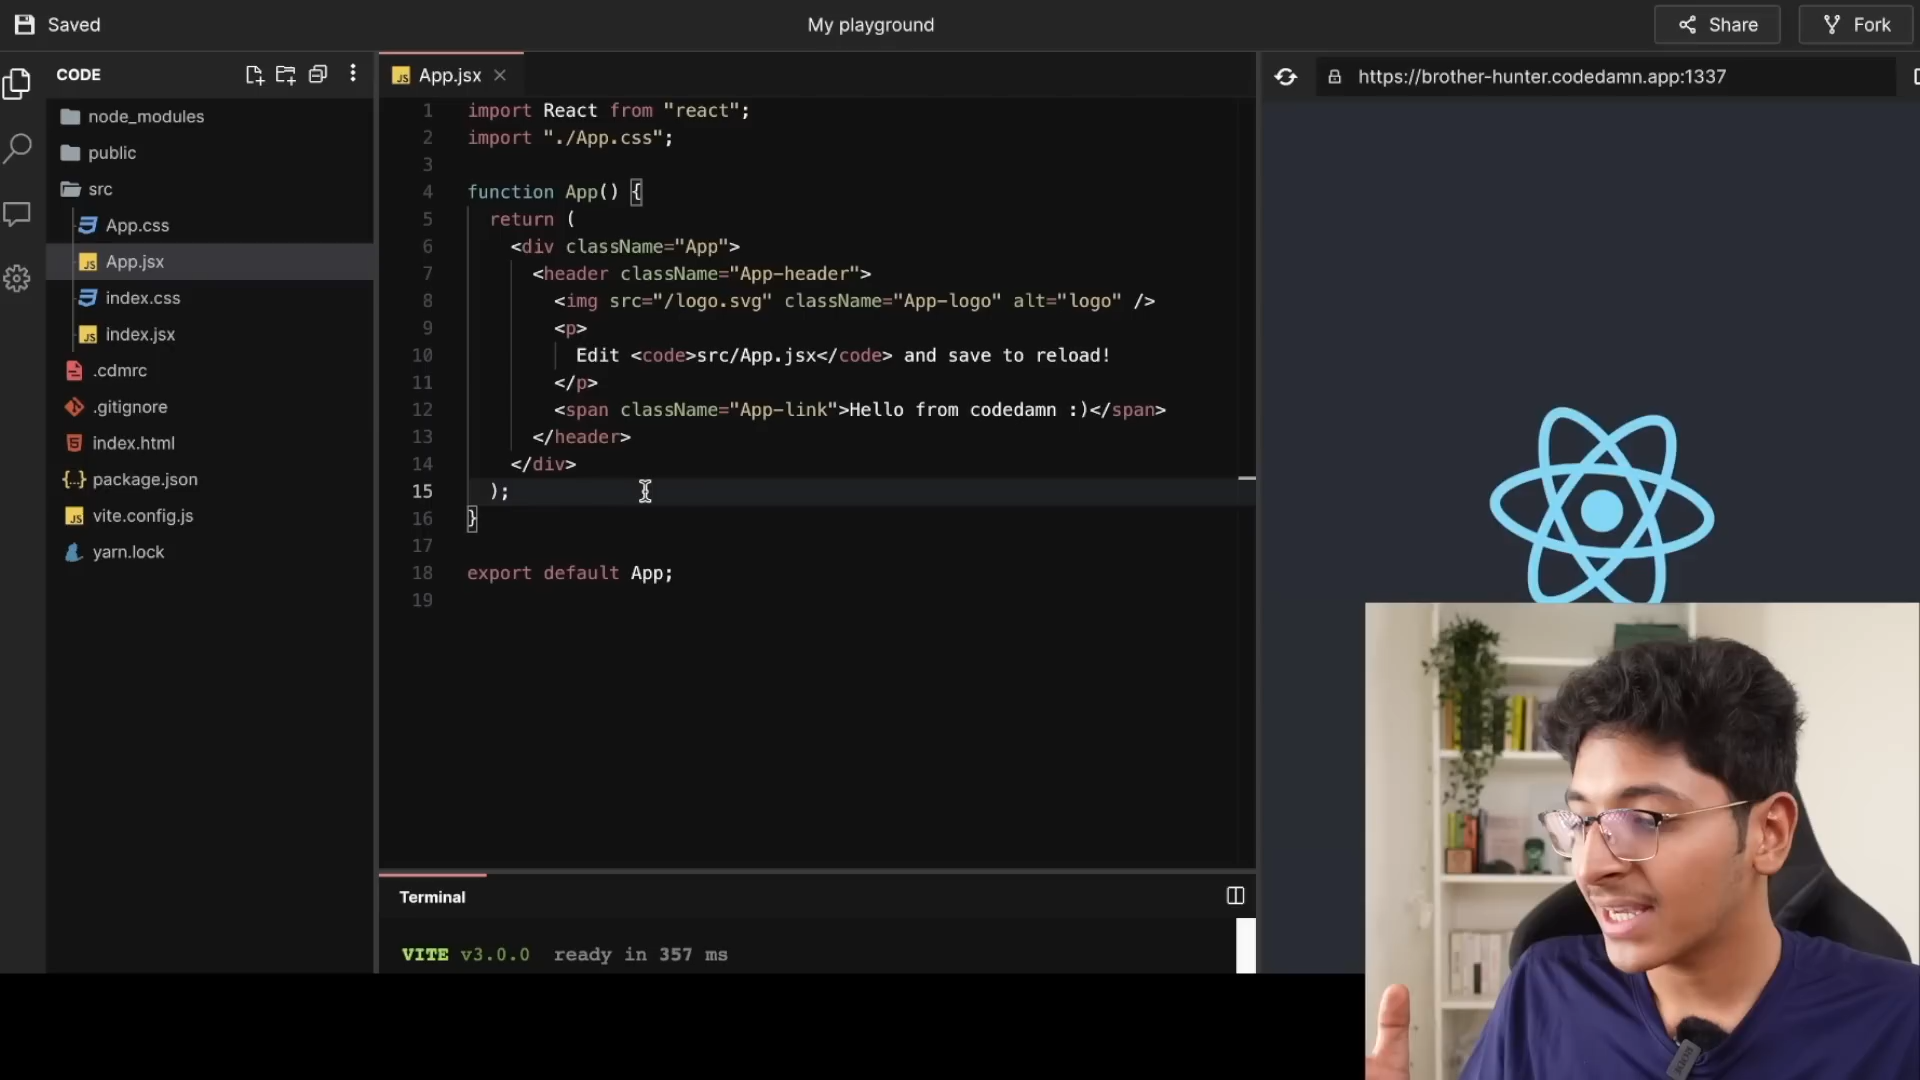 Saved
My playground
Share
Fork
CODE
node_modules
public
src
App.css
App.jsx
index.css
index.jsx
.cdmrc
.gitignore
index.html
package.json
vite.config.js
yarn.lock
App.jsx
1 import React from "react";
2 import "./App.css";
3
4 function App() {
5 return (
6 <div className="App">
7 <header className="App-header">
8 <img src="/logo.svg" className="App-logo" alt="logo" />
9 <p>
10 Edit <code>src/App.jsx</code> and save to reload!
11 </p>
12 <span className="App-link">Hello from codedamn :)</span>
13 </header>
14 </div>
15 );
16 }
17
18 export default App;
19
Terminal
VITE v3.0.0 ready in 357 ms
https://brother-hunter.codedamn.app:1337